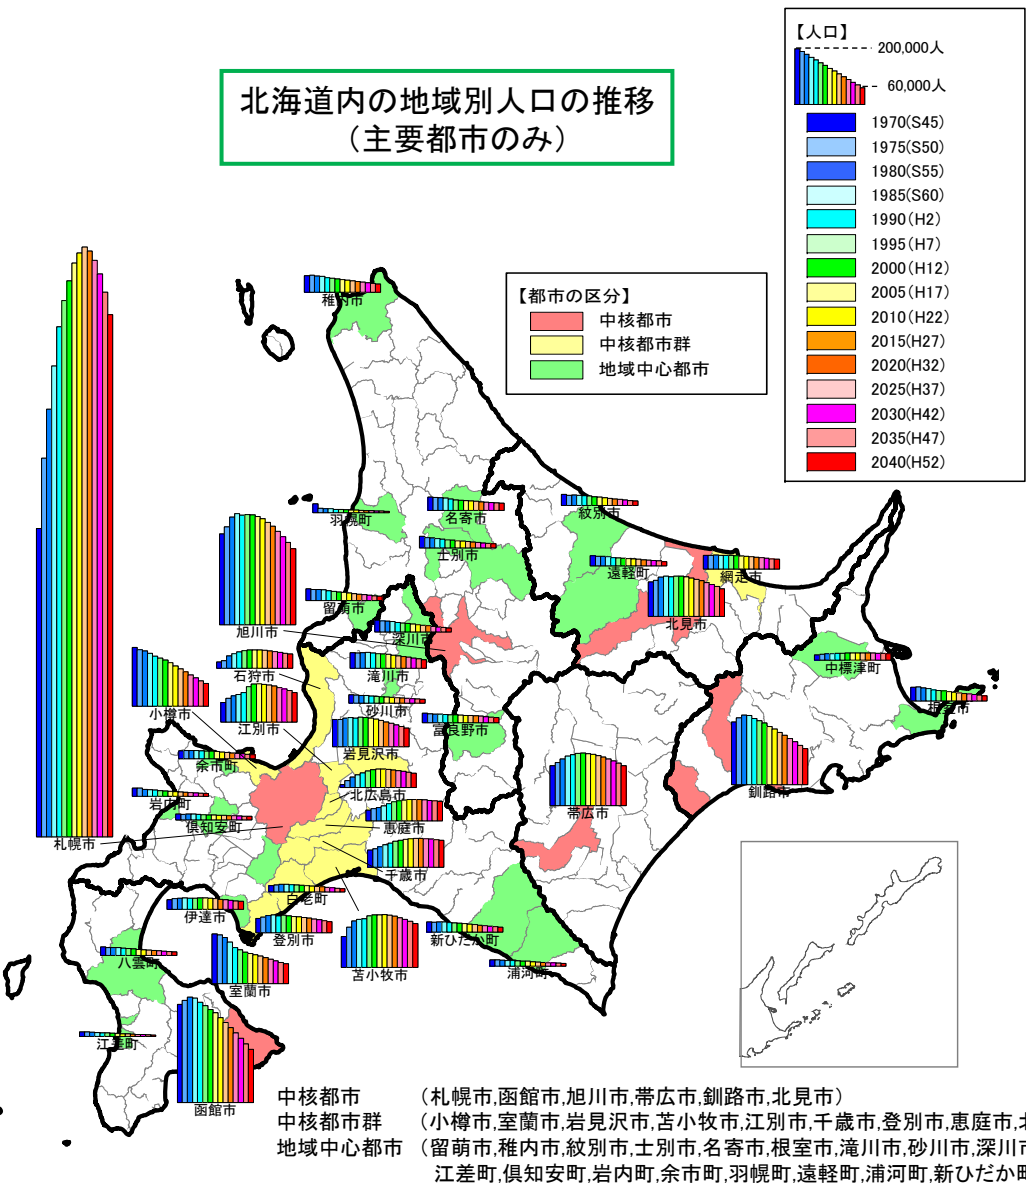 北海道内の地域別人口の推移
(主要都市のみ)
【人口】
200,000人
60,000人
1970(S45)
1975(S50)
1980(S55)
1985(S60)
1990(H2)
1995(H7)
2000(H12)
2005(H17)
2010(H22)
2015(H27)
2020(H32)
2025(H37)
2030(H42)
2035(H47)
2040(H52)
【都市の区分】
中核都市
中核都市群
地域中心都市
稚内市
羽幌町
名寄市
紋別市
士別市
遠軽町
網走市
留萌市
旭川市
深川市
北見市
石狩市
滝川市
中標津町
小樽市
江別市
砂川市
富良野市
根室市
岩見沢市
余市町
北広島市
岩内町
倶知安町
恵庭市
帯広市
釧路市
札幌市
千歳市
白老町
伊達市
登別市
苫小牧市
新ひだか町
八雲町
室蘭市
浦河町
江差町
函館市
中核都市 (札幌市,函館市,旭川市,帯広市,釧路市,北見市)
中核都市群 (小樽市,室蘭市,岩見沢市,苫小牧市,江別市,千歳市,登別市,恵庭市,北
地域中心都市 (留萌市,稚内市,紋別市,士別市,名寄市,根室市,滝川市,砂川市,深川市
江差町,倶知安町,岩内町,余市町,羽幌町,遠軽町,浦河町,新ひだか町